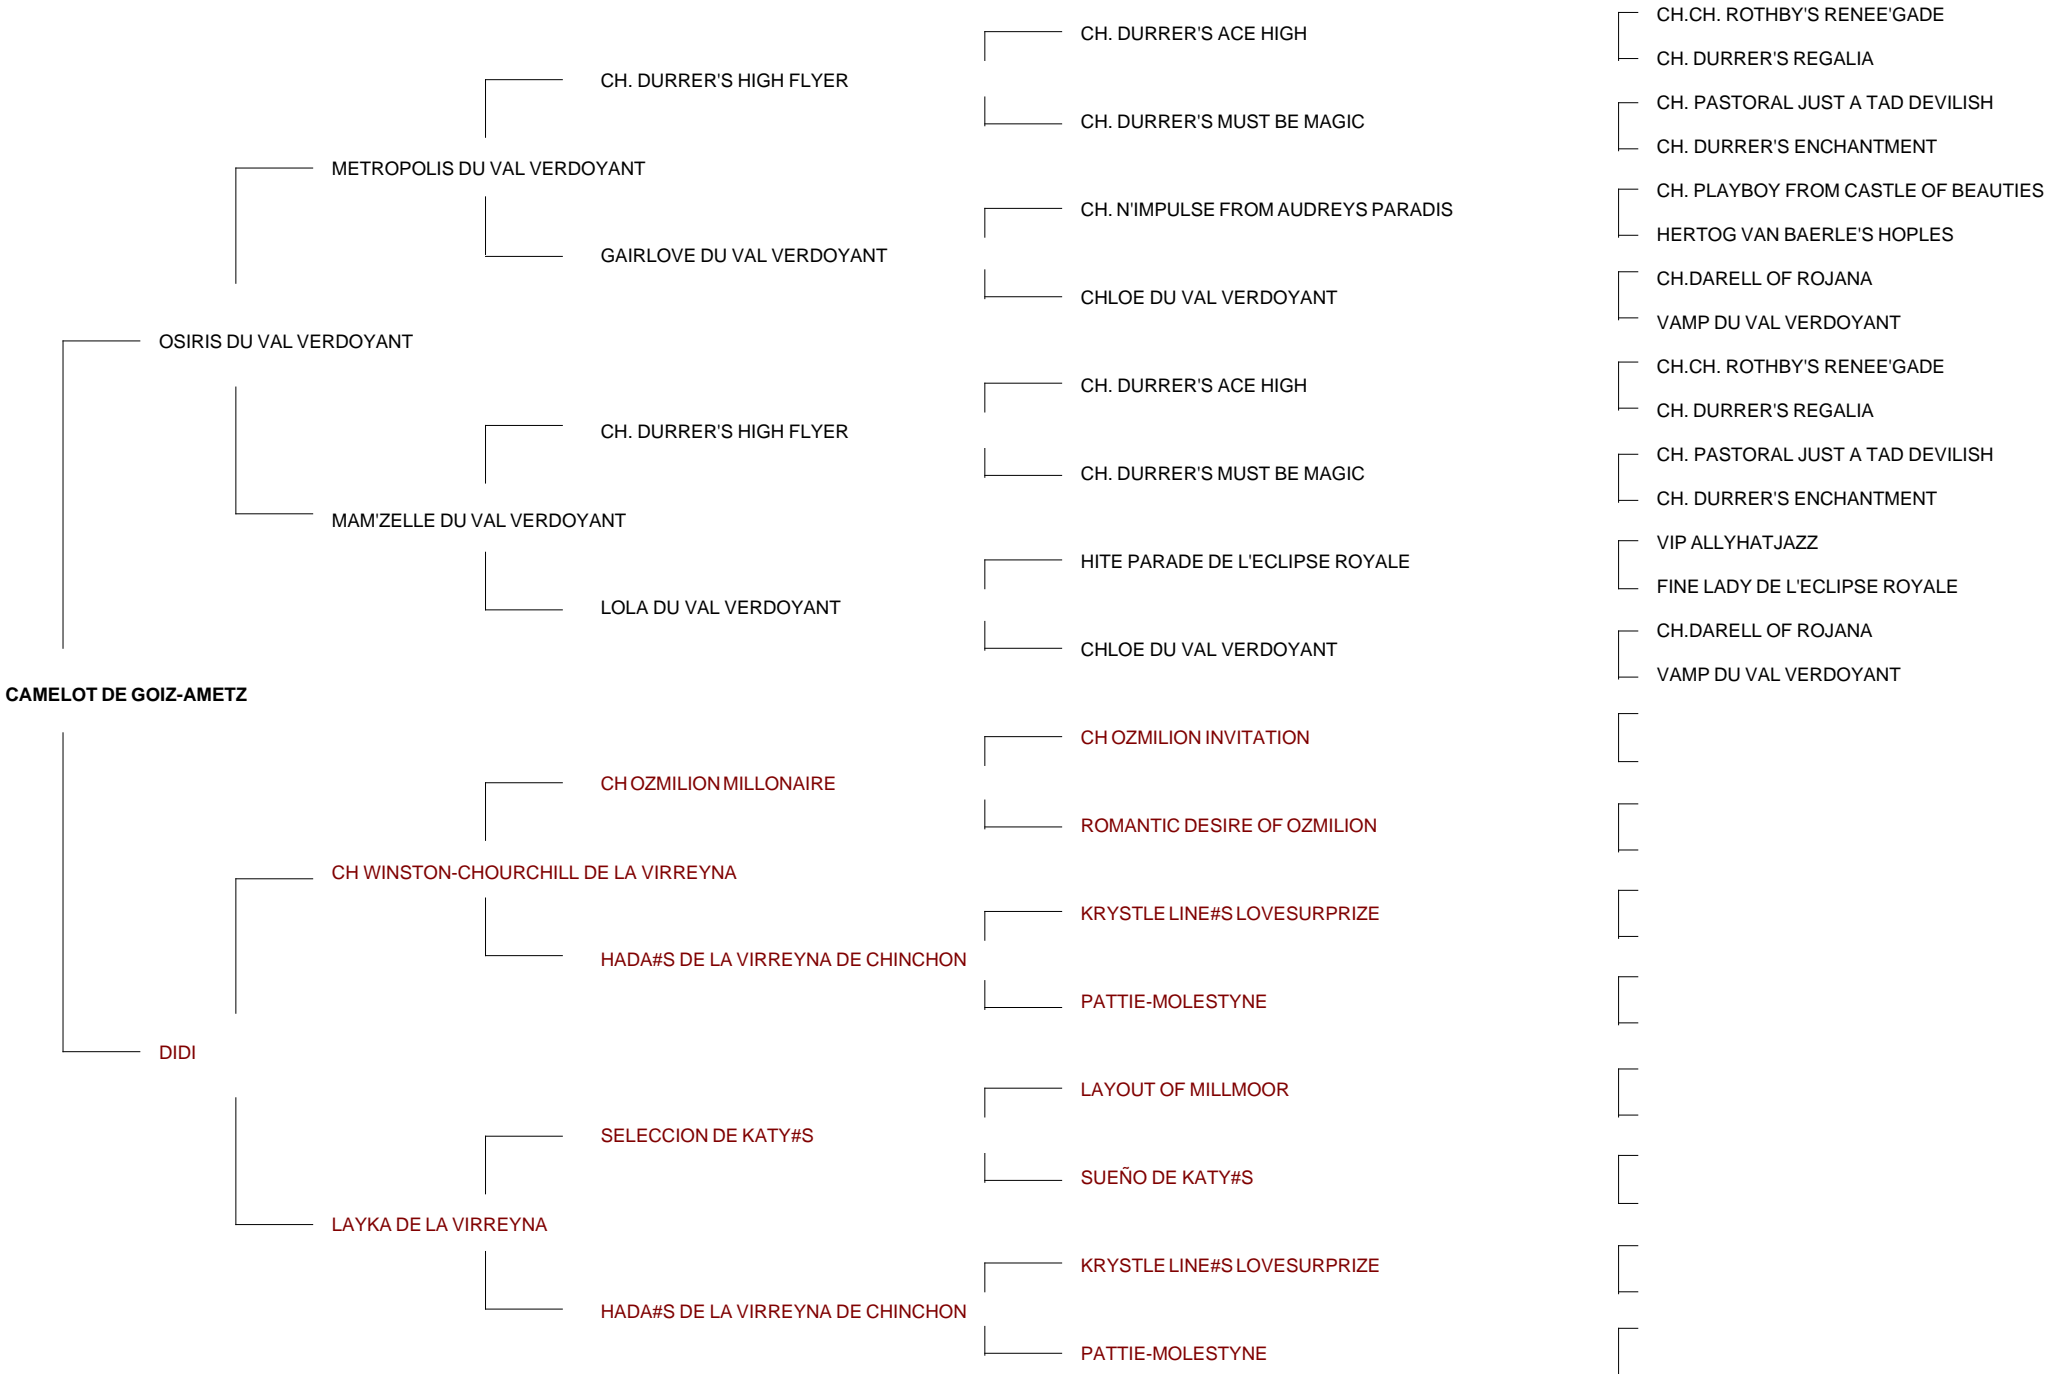 CH.CH. ROTHBY'S RENEE'GADE
CH. DURRER'S ACE HIGH
CH. DURRER'S REGALIA
CH. DURRER'S HIGH FLYER
CH. PASTORAL JUST A TAD DEVILISH
CH. DURRER'S MUST BE MAGIC
CH. DURRER'S ENCHANTMENT
METROPOLIS DU VAL VERDOYANT
CH. PLAYBOY FROM CASTLE OF BEAUTIES
CH. N'IMPULSE FROM AUDREYS PARADIS
HERTOG VAN BAERLE'S HOPLES
GAIRLOVE DU VAL VERDOYANT
CH.DARELL OF ROJANA
CHLOE DU VAL VERDOYANT
VAMP DU VAL VERDOYANT
OSIRIS DU VAL VERDOYANT
CH.CH. ROTHBY'S RENEE'GADE
CH. DURRER'S ACE HIGH
CH. DURRER'S REGALIA
CH. DURRER'S HIGH FLYER
CH. PASTORAL JUST A TAD DEVILISH
CH. DURRER'S MUST BE MAGIC
CH. DURRER'S ENCHANTMENT
MAM'ZELLE DU VAL VERDOYANT
VIP ALLYHATJAZZ
HITE PARADE DE L'ECLIPSE ROYALE
FINE LADY DE L'ECLIPSE ROYALE
LOLA DU VAL VERDOYANT
CH.DARELL OF ROJANA
CHLOE DU VAL VERDOYANT
VAMP DU VAL VERDOYANT
CAMELOT DE GOIZ-AMETZ
CH OZMILION INVITATION
CH OZMILION MILLONAIRE
ROMANTIC DESIRE OF OZMILION
CH WINSTON-CHOURCHILL DE LA VIRREYNA
KRYSTLE LINE#S LOVESURPRIZE
HADA#S DE LA VIRREYNA DE CHINCHON
PATTIE-MOLESTYNE
DIDI
LAYOUT OF MILLMOOR
SELECCION DE KATY#S
SUEÑO DE KATY#S
LAYKA DE LA VIRREYNA
KRYSTLE LINE#S LOVESURPRIZE
HADA#S DE LA VIRREYNA DE CHINCHON
PATTIE-MOLESTYNE